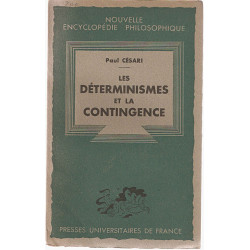 NOUVELLE
ENCYCLOPÉDIE PHILOSOPHIQUE
Paul CÉSARI
LES
DÉTERMINISMES
ET LA
CONTINGENCE
PRESSES UNIVERSITAIRES DE FRANCE